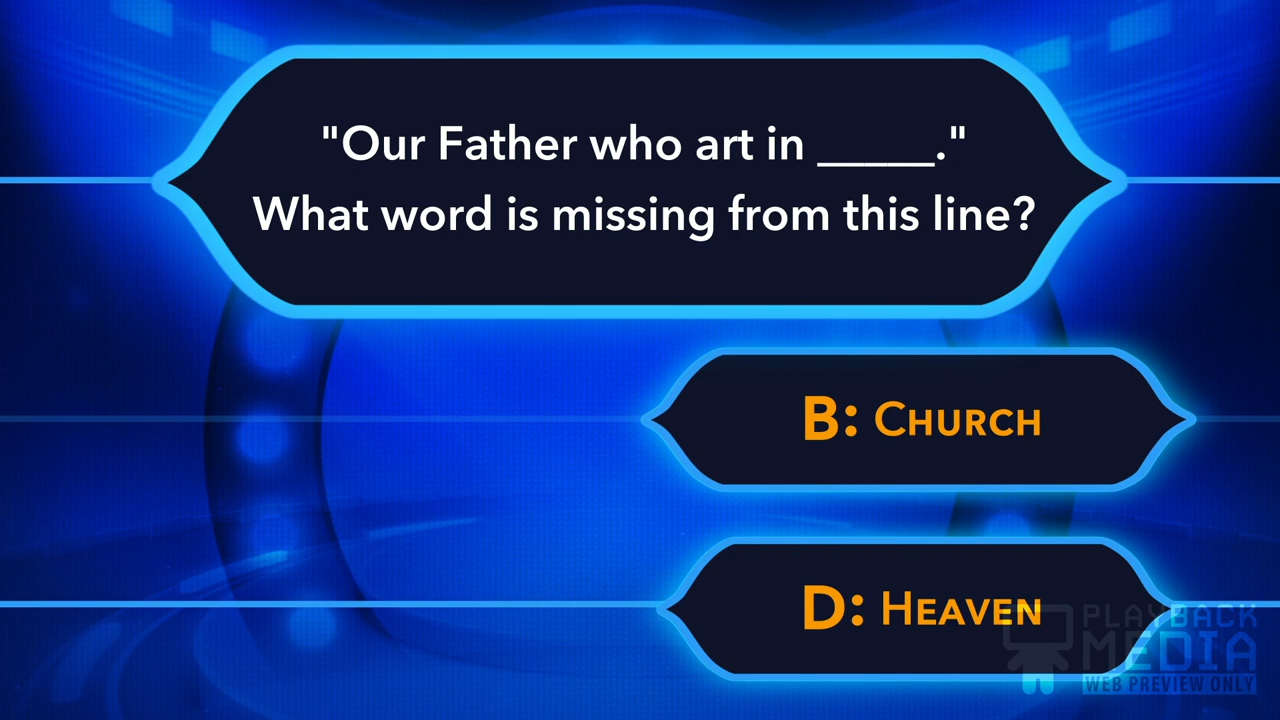 "Our Father who art in _____."
What word is missing from this line?
B: Church
D: Heaven
PLAYBACK
MEDIA
WEB PREVIEW ONLY